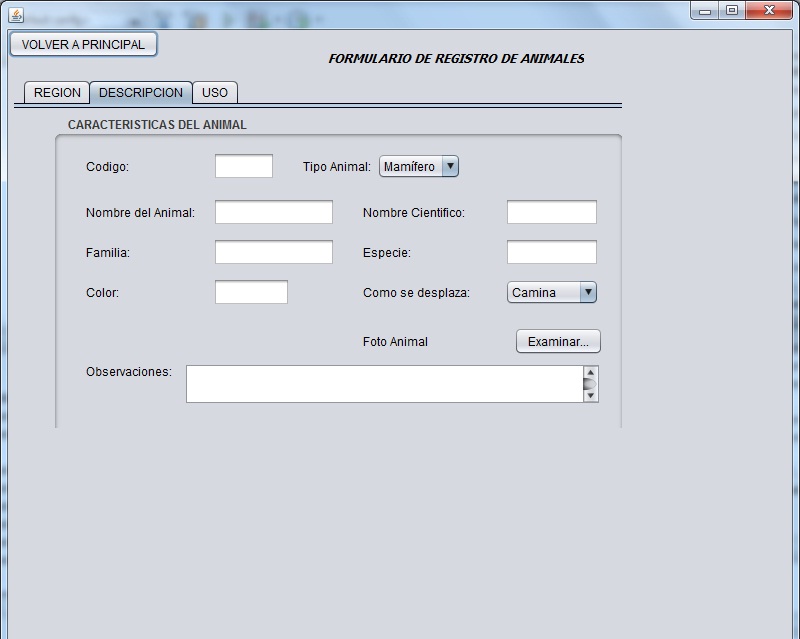 VOLVER A PRINCIPAL
FORMULARIO DE REGISTRO DE ANIMALES
REGION DESCRIPCION USO
CARACTERISTICAS DEL ANIMAL
Codigo: Tipo Animal: Mamífero
Nombre del Animal: Nombre Cientifico:
Familia: Especie:
Color: Como se desplaza: Camina
Foto Animal Examinar...
Observaciones: